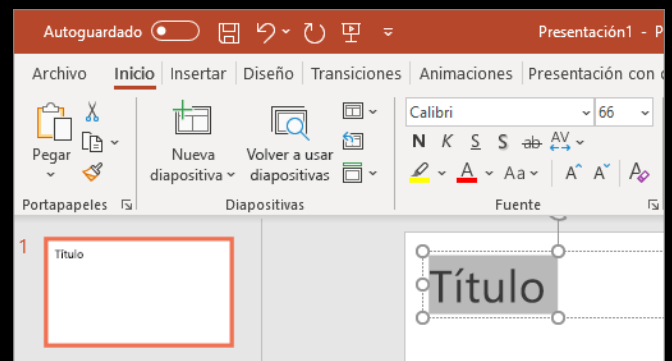 Autoguardado Presentación1 - P
Archivo Inicio Insertar Diseño Transiciones Animaciones Presentación con
Calibri 66
N K S S ab AV
Pegar Nueva diapositiva Volver a usar diapositivas
Aa A A A
Portapapeles Diapositivas Fuente
1
Título
Título